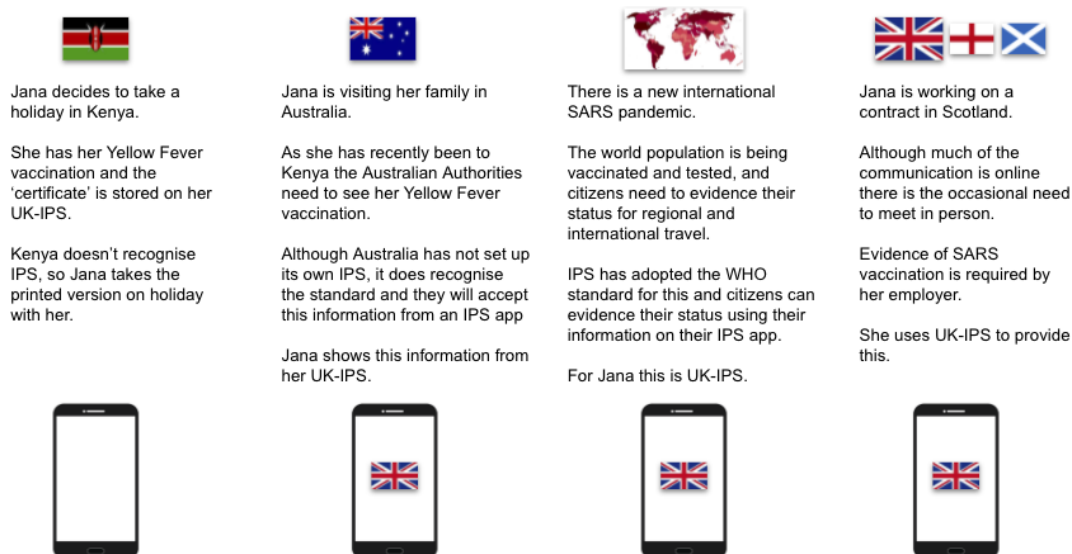 Jana decides to take a
holiday in Kenya.
She has her Yellow Fever
vaccination and the
‘certificate’ is stored on her
UK-IPS.
Kenya doesn’t recognise
IPS, so Jana takes the
printed version on holiday
with her.
Jana is visiting her family in
Australia.
As she has recently been to
Kenya the Australian Authorities
need to see her Yellow Fever
vaccination.
Although Australia has not set up
its own IPS, it does recognise
the standard and they will accept
this information from an IPS app
Jana shows this information from
her UK-IPS.
There is a new international
SARS pandemic.
The world population is being
vaccinated and tested, and
citizens need to evidence their
status for regional and
international travel.
IPS has adopted the WHO
standard for this and citizens can
evidence their status using their
information on their IPS app.
For Jana this is UK-IPS.
Jana is working on a
contract in Scotland.
Although much of the
communication is online
there is the occasional need
to meet in person.
Evidence of SARS
vaccination is required by
her employer.
She uses UK-IPS to provide
this.